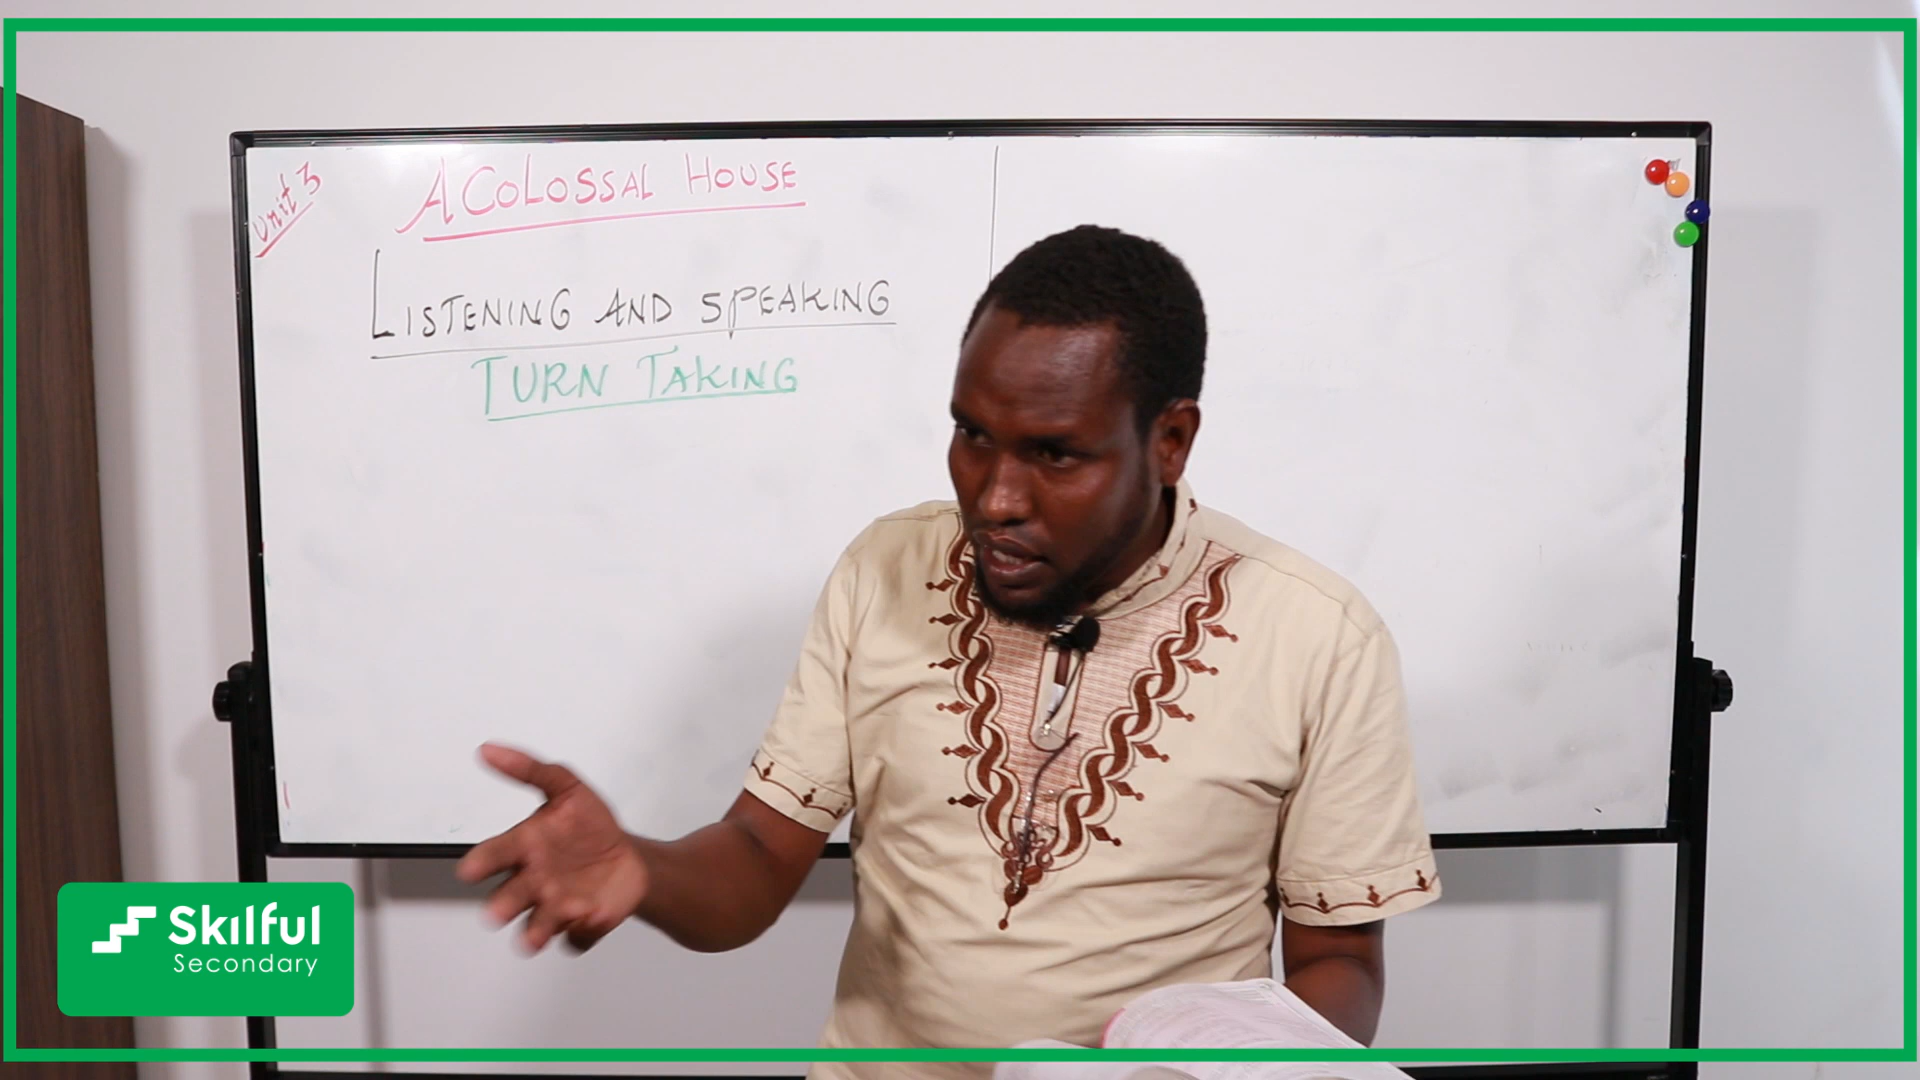 Unit 3
A COLOSSAL HOUSE
LISTENING AND SPEAKING
TURN TAKING
Skilful
Secondary